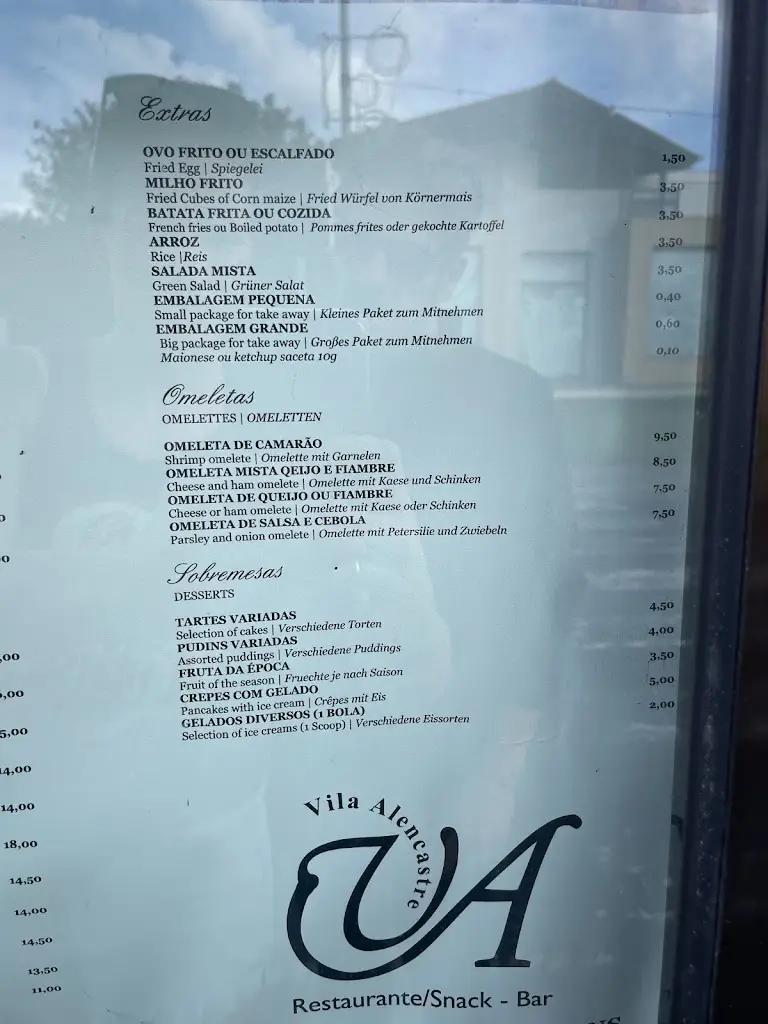 Extras
OVO FRITO OU ESCALFADO 1,50
Fried Egg | Spiegelei
MILHO FRITO 3,50
Fried Cubes of Corn maize | Fried Würfel von Körnermais
BATATA FRITA OU COZIDA 3,50
French fries ou Boiled potato | Pommes frites oder gekochte Kartoffel
ARROZ 3,50
Rice |Reis
SALADA MISTA 3,50
Green Salad | Grüner Salat
EMBALAGEM PEQUENA 0,40
Small package for take away | Kleines Paket zum Mitnehmen
EMBALAGEM GRANDE 0,60
Big package for take away | Großes Paket zum Mitnehmen
Maionese ou ketchup saceta 10g 0,10
Omeletas
OMELETTES | OMELETTEN
OMELETA DE CAMARÃO 9,50
Shrimp omelete | Omelette mit Garnelen
OMELETA MISTA QEIJO E FIAMBRE 8,50
Cheese and ham omelete | Omelette mit Kaese und Schinken
OMELETA DE QUEIJO OU FIAMBRE 7,50
Cheese or ham omelete | Omelette mit Kaese oder Schinken
OMELETA DE SALSA E CEBOLA 7,50
Parsley and onion omelete | Omelette mit Petersilie und Zwiebeln
Sobremesas
DESSERTS
TARTES VARIADAS 4,50
Selection of cakes | Verschiedene Torten
PUDINS VARIADAS 4,00
Assorted puddings | Verschiedene Puddings
FRUTA DA ÉPOCA 3,50
Fruit of the season | Fruechte je nach Saison
CREPES COM GELADO 5,00
Pancakes with ice cream | Crêpes mit Eis
GELADOS DIVERSOS (1 BOLA) 2,00
Selection of ice creams (1 Scoop) | Verschiedene Eissorten
Vila Alencastre
VA
Restaurante/Snack - Bar
0
0
,00
,00
5,00
14,00
14,00
18,00
14,50
14,00
14,50
13,50
11,00